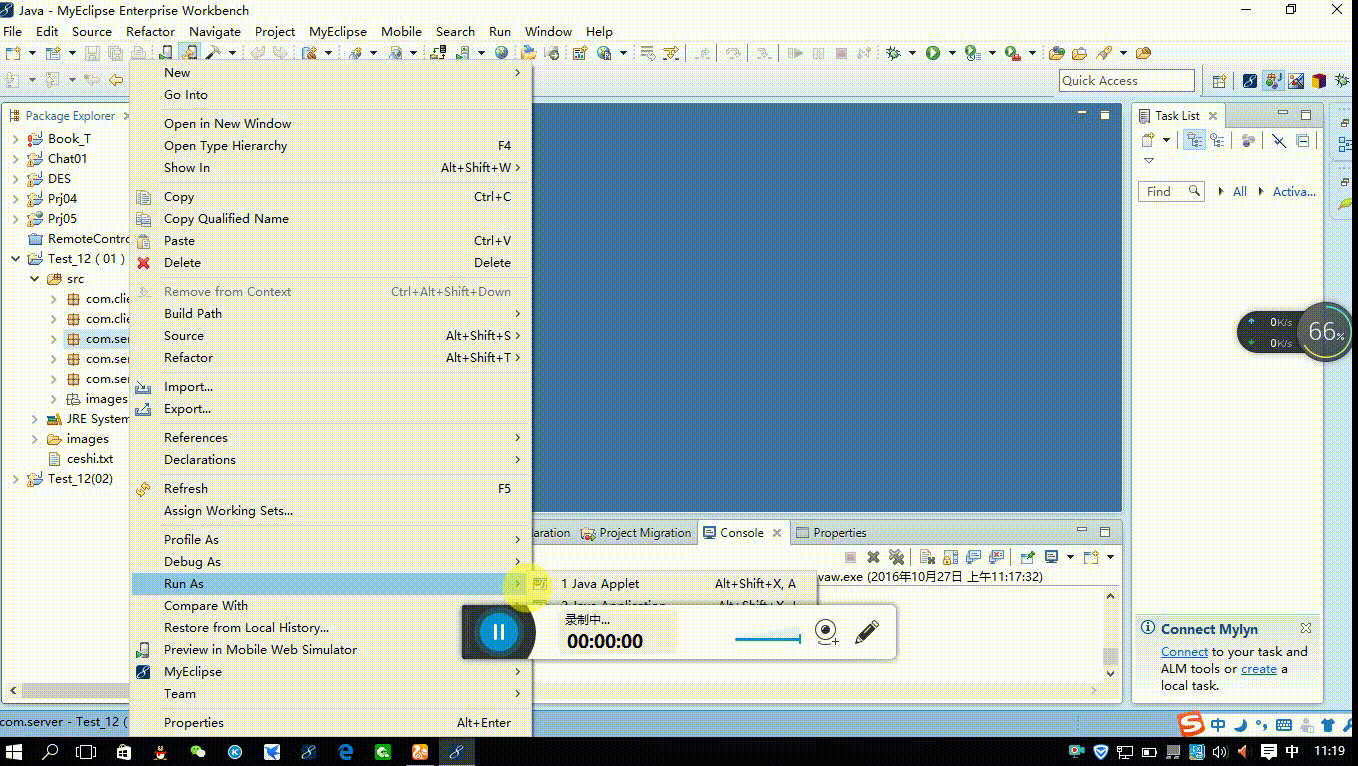 Java - MyEclipse Enterprise Workbench
File Edit Source Refactor Navigate Project MyEclipse Mobile Search Run Window Help
Quick Access
Package Explorer
Book_T
Chat01
DES
Prj04
Prj05
RemoteContro
Test_12 ( 01 )
src
com.clie
com.clie
com.ser
com.ser
com.ser
images
JRE System
images
ceshi.txt
Test_12(02)
New
Go Into
Open in New Window
Open Type Hierarchy F4
Show In Alt+Shift+W
Copy Ctrl+C
Copy Qualified Name
Paste Ctrl+V
Delete Delete
Remove from Context Ctrl+Alt+Shift+Down
Build Path
Source Alt+Shift+S
Refactor Alt+Shift+T
Import...
Export...
References
Declarations
Refresh F5
Assign Working Sets...
Profile As
Debug As
Run As
Compare With
Restore from Local History...
Preview in Mobile Web Simulator
MyEclipse
Team
Properties Alt+Enter
1 Java Applet Alt+Shift+X, A
laration Project Migration Console Properties
vaw.exe (2016年10月27日 上午11:17:32)
录制中...
00:00:00
Task List
Find All Activa...
0K/s
0K/s
66%
Connect Mylyn
Connect to your task and
ALM tools or create a
local task.
com.server - Test_12 (
中
中 11:19